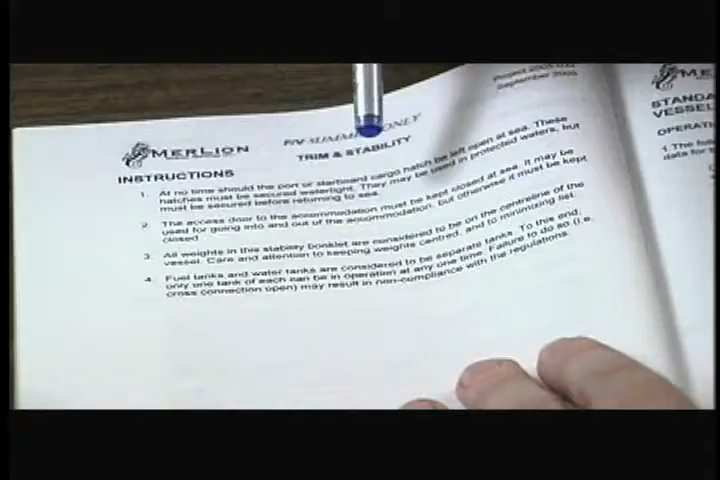 Project 2005
September 2005
MERLION
F/V SUMMER
TRIM & STABILITY
INSTRUCTIONS
1. At no time should the port or starboard cargo hatch be left open at sea. These
hatches must be secured watertight. They may be used in protected waters, but
must be secured before returning to sea.
2. The access door to the accommodation must be kept closed at sea. It may be
used for going into and out of the accommodation, but otherwise it must be kept
closed
3. All weights in this stability booklet are considered to be on the centreline of the
vessel. Care and attention to keeping weights centred, and to minimizing list.
4. Fuel tanks and water tanks are considered to be separate tanks. To this end,
only one tank of each can be in operation at any one time. Failure to do so (i.e.
cross connection open) may result in non-compliance with the regulations.
ME
STANDA
VESSEL
OPERATI
1 The follo
data for t